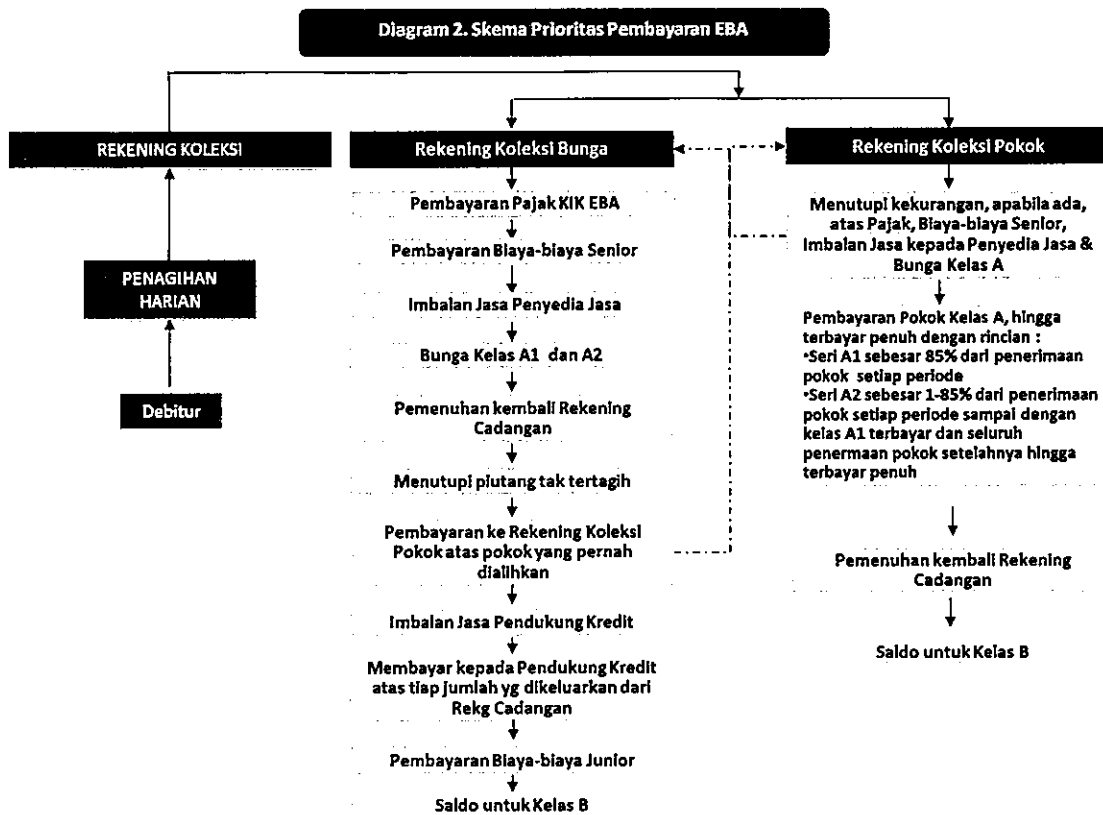 Diagram 2. Skema Prioritas Pembayaran EBA
REKENING KOLEKSI
PENAGIHAN
HARIAN
Debitur
Rekening Koleksi Bunga
Pembayaran Pajak KIK EBA
Pembayaran Biaya-biaya Senior
Imbalan Jasa Penyedia Jasa
Bunga Kelas A1 dan A2
Pemenuhan kembali Rekening
Cadangan
Menutupi piutang tak tertagih
Pembayaran ke Rekening Koleksi
Pokok atas pokok yang pernah
dialihkan
Imbalan Jasa Pendukung Kredit
Membayar kepada Pendukung Kredit
atas tiap jumlah yg dikeluarkan dari
Rekg Cadangan
Pembayaran Biaya-biaya Junior
Saldo untuk Kelas B
Rekening Koleksi Pokok
Menutupi kekurangan, apabila ada,
atas Pajak, Biaya-biaya Senior,
Imbalan Jasa kepada Penyedia Jasa &
Bunga Kelas A
Pembayaran Pokok Kelas A, hingga
terbayar penuh dengan rincian :
•Seri A1 sebesar 85% dari penerimaan
pokok setiap periode
•Seri A2 sebesar 1-85% dari penerimaan
pokok setiap periode sampai dengan
kelas A1 terbayar dan seluruh
penermaan pokok setelahnya hingga
terbayar penuh
Pemenuhan kembali Rekening
Cadangan
Saldo untuk Kelas B